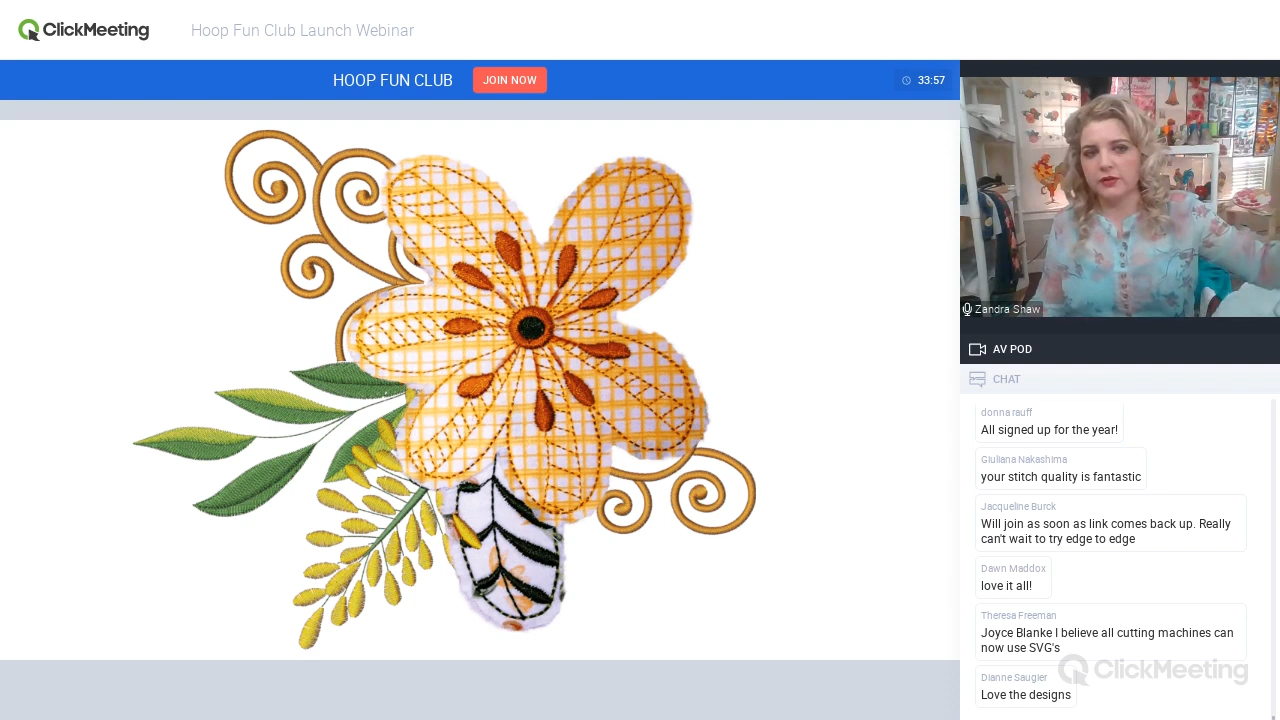 ClickMeeting
Hoop Fun Club Launch Webinar
HOOP FUN CLUB
JOIN NOW
33:57
Zandra Shaw
AV POD
CHAT
donna rauff
All signed up for the year!
Giuliana Nakashima
your stitch quality is fantastic
Jacqueline Burck
Will join as soon as link comes back up. Really
can't wait to try edge to edge
Dawn Maddox
love it all!
Theresa Freeman
Joyce Blanke I believe all cutting machines can
now use SVG's
ClickMeeting
Dianne Saugier
Love the designs